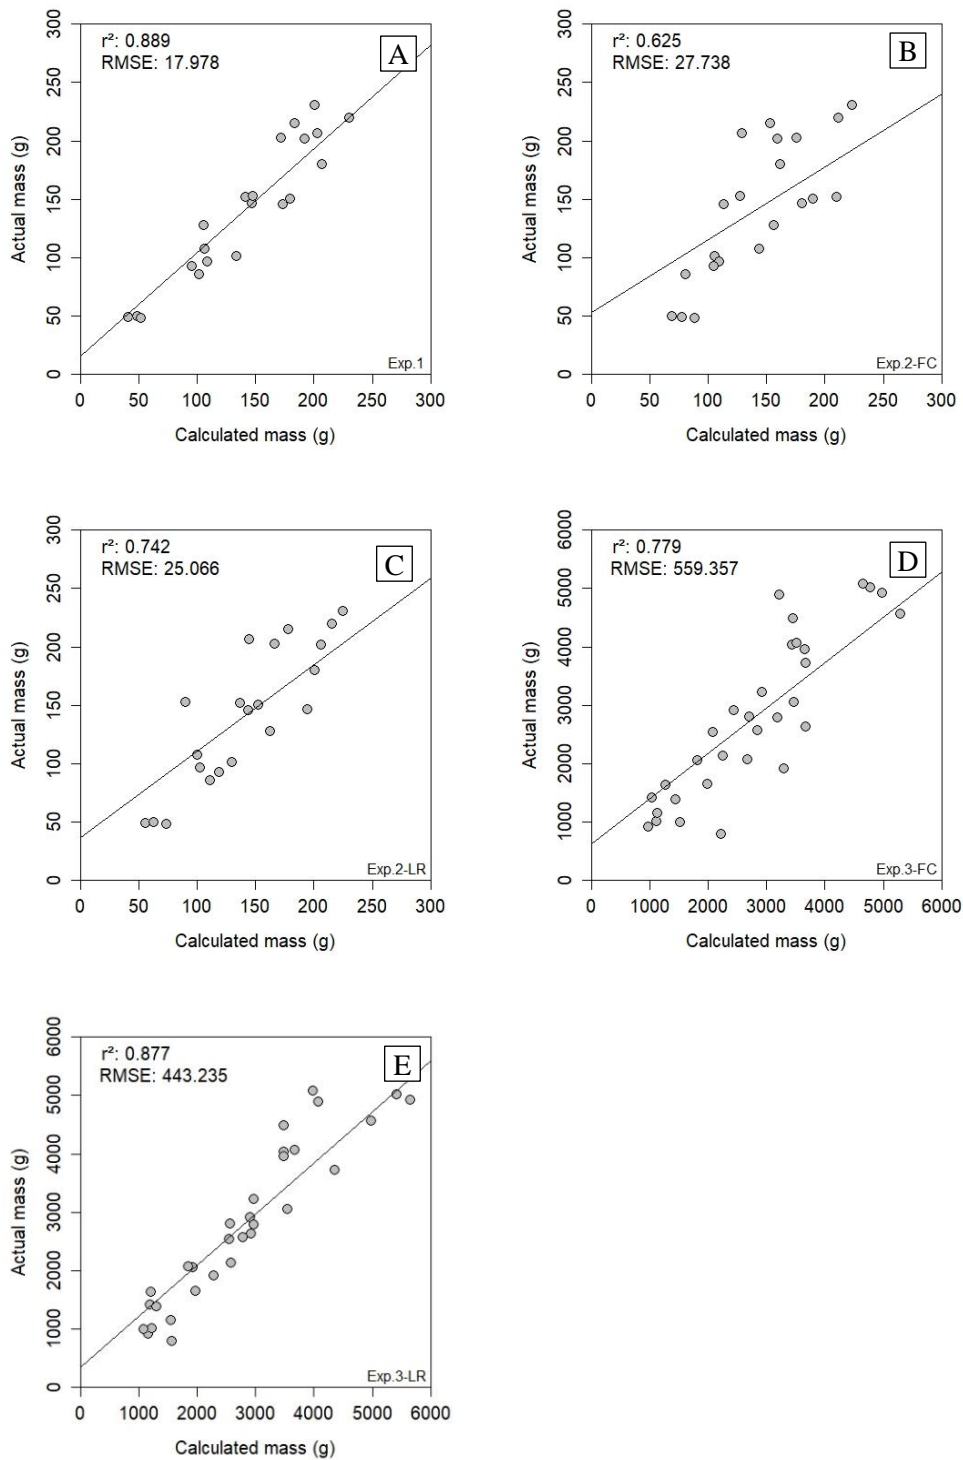 r²: 0.889
RMSE: 17.978
A
Actual mass (g)
0 50 100 150 200 250 300
Exp.1
0 50 100 150 200 250 300
Calculated mass (g)
r²: 0.625
RMSE: 27.738
B
Actual mass (g)
0 50 100 150 200 250 300
Exp.2-FC
0 50 100 150 200 250 300
Calculated mass (g)
r²: 0.742
RMSE: 25.066
C
Actual mass (g)
0 50 100 150 200 250 300
Exp.2-LR
0 50 100 150 200 250 300
Calculated mass (g)
r²: 0.779
RMSE: 559.357
D
Actual mass (g)
0 1000 2000 3000 4000 5000 6000
Exp.3-FC
0 1000 2000 3000 4000 5000 6000
Calculated mass (g)
r²: 0.877
RMSE: 443.235
E
Actual mass (g)
0 1000 2000 3000 4000 5000 6000
Exp.3-LR
0 1000 2000 3000 4000 5000 6000
Calculated mass (g)